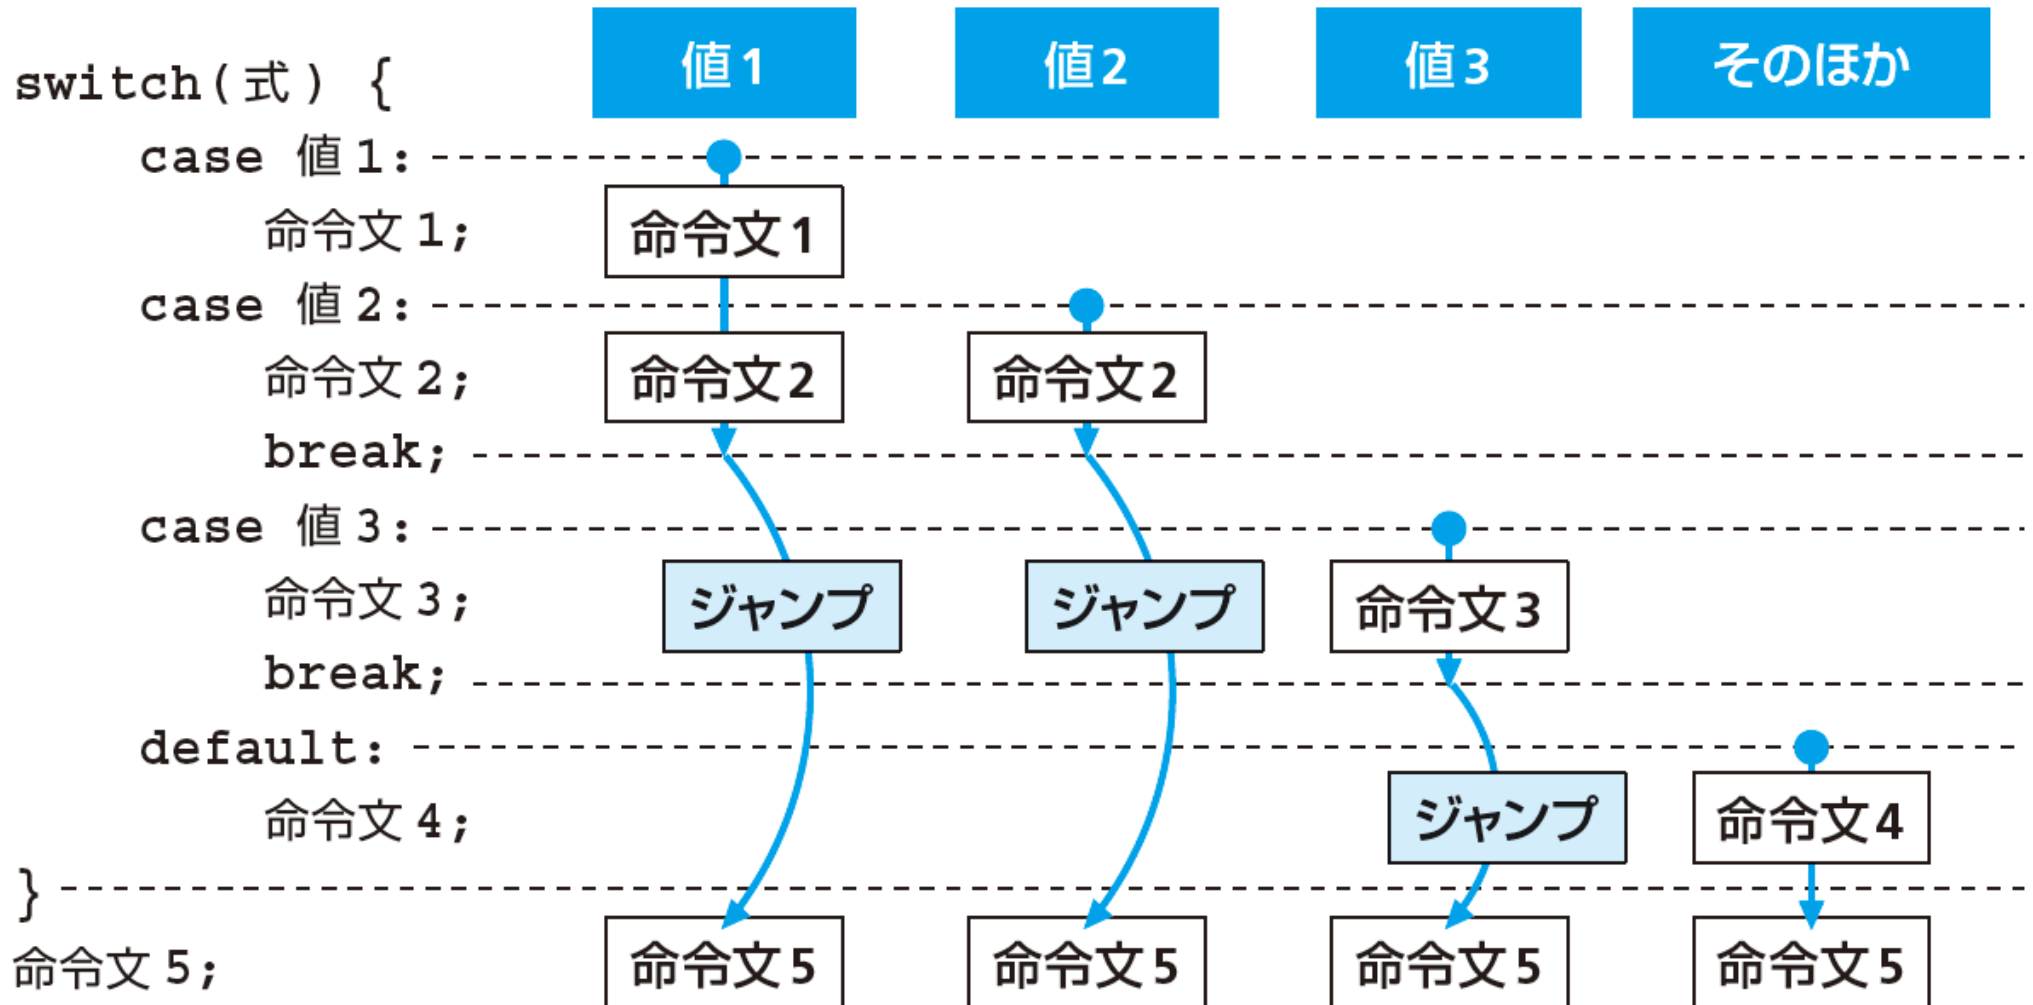 値1 値2 値3 そのほか
switch(式) {
case 値1:
命令文1; 命令文1
case 値2:
命令文2; 命令文2 命令文2
break;
case 値3:
命令文3; ジャンプ ジャンプ 命令文3
break;
default:
命令文4; ジャンプ 命令文4
}
命令文5; 命令文5 命令文5 命令文5 命令文5